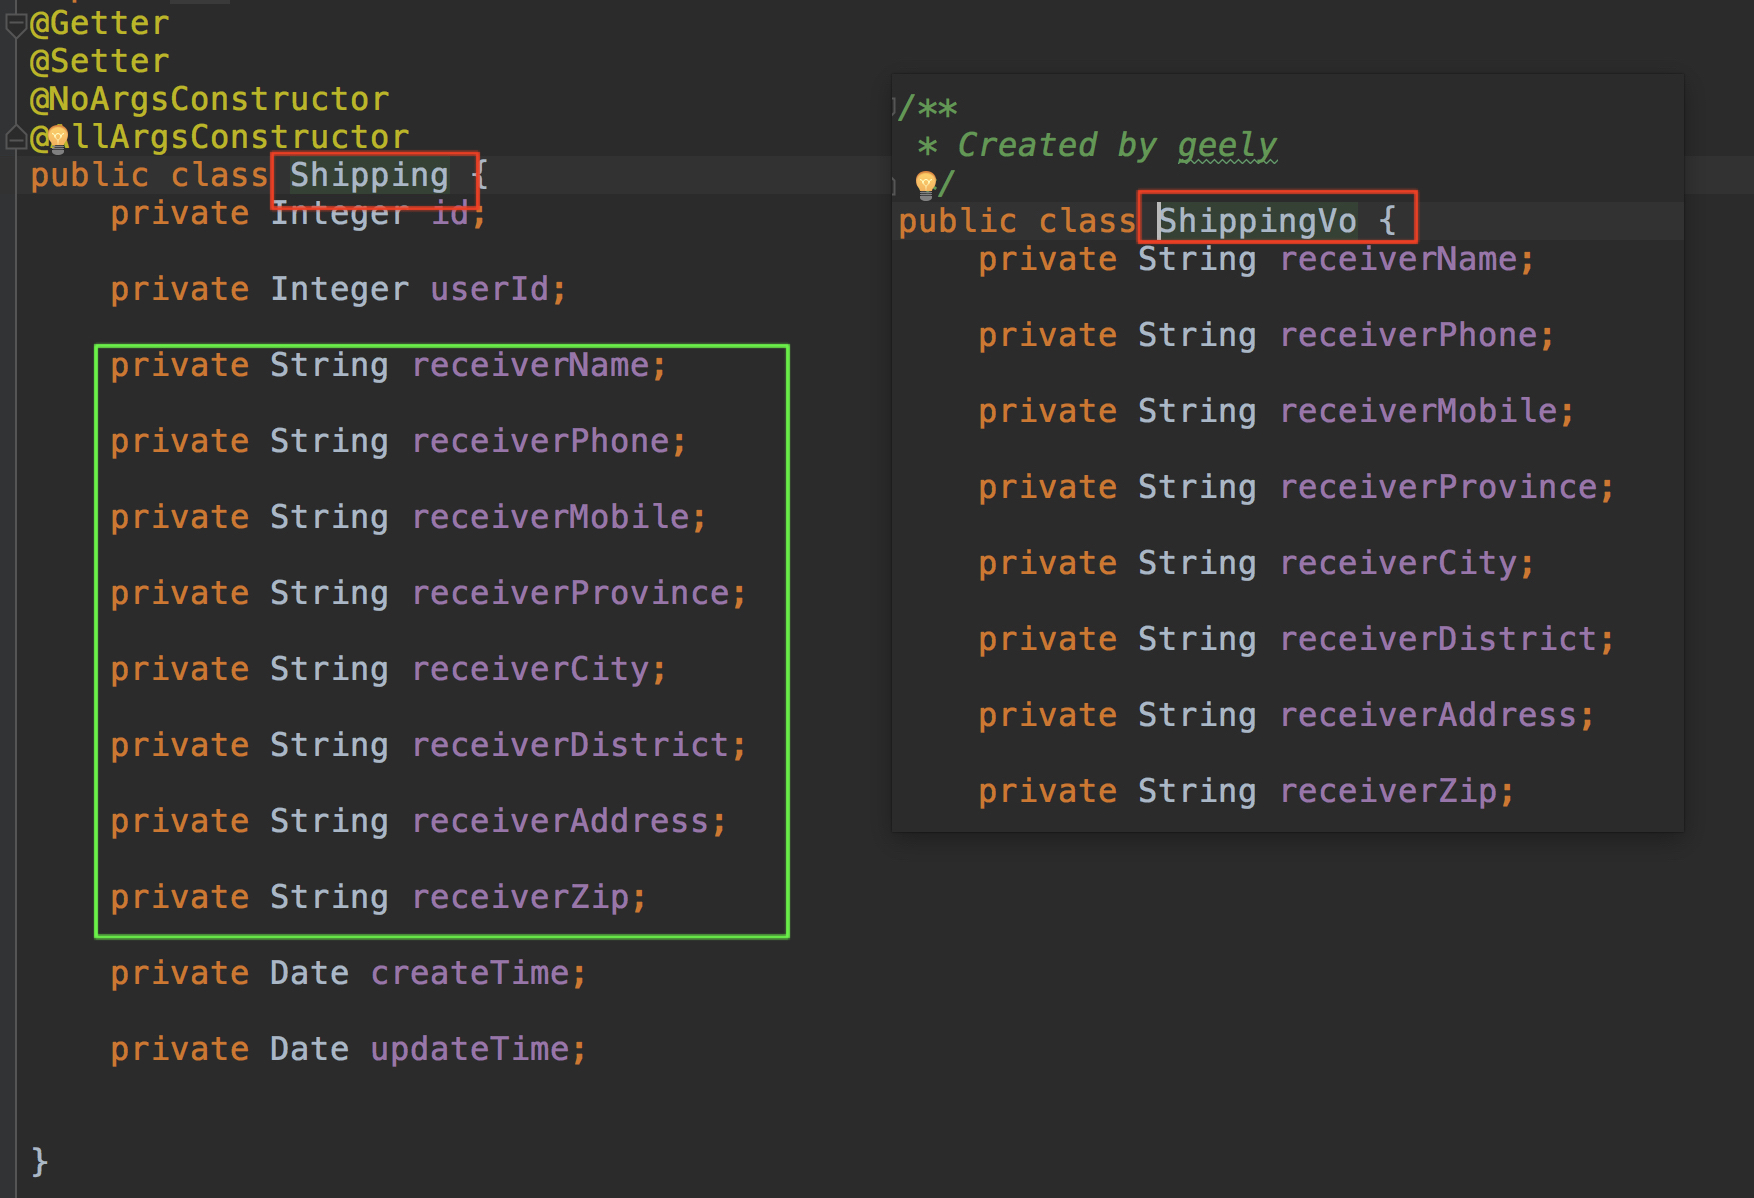 @Getter
@Setter
@NoArgsConstructor
@AllArgsConstructor
public class Shipping {
private Integer id;
private Integer userId;
private String receiverName;
private String receiverPhone;
private String receiverMobile;
private String receiverProvince;
private String receiverCity;
private String receiverDistrict;
private String receiverAddress;
private String receiverZip;
private Date createTime;
private Date updateTime;
}
/**
* Created by geely
*/
public class ShippingVo {
private String receiverName;
private String receiverPhone;
private String receiverMobile;
private String receiverProvince;
private String receiverCity;
private String receiverDistrict;
private String receiverAddress;
private String receiverZip;